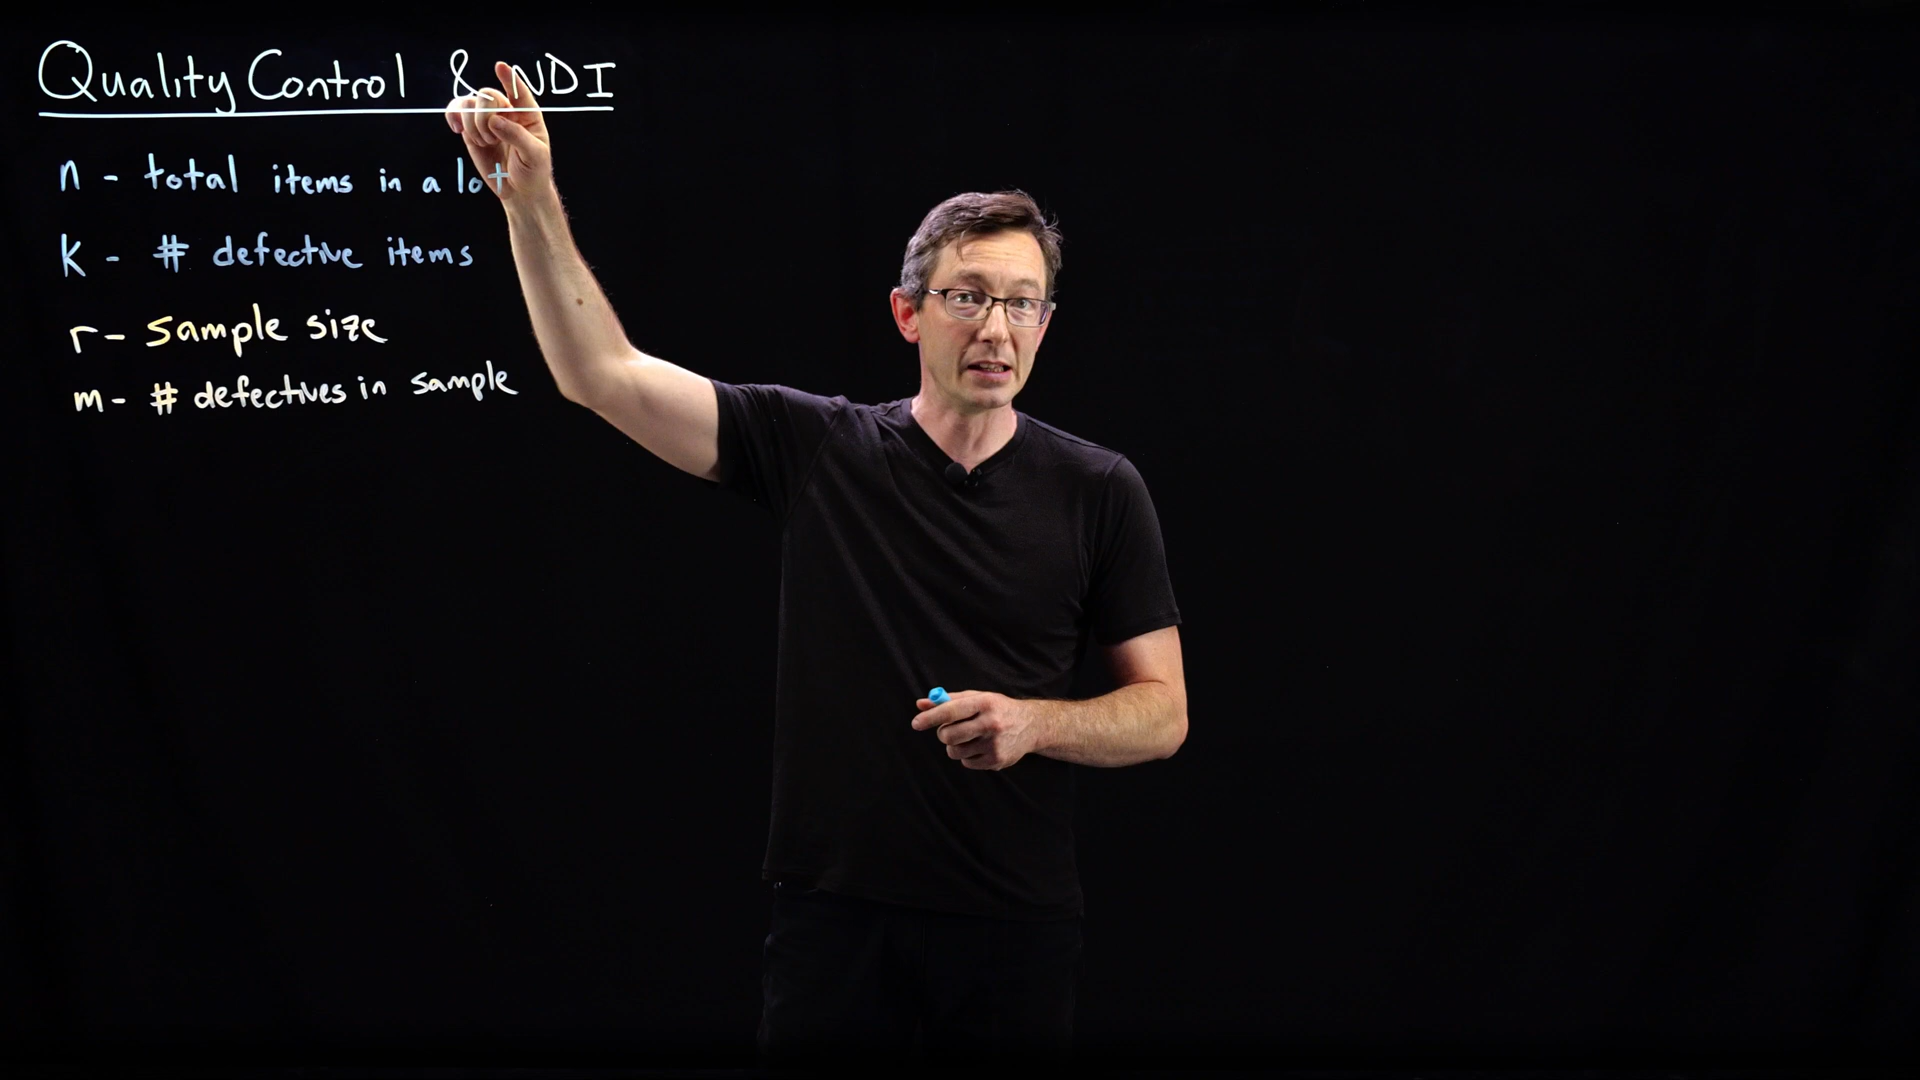 Quality Control & NDI
n - total items in a lot
k - # defective items
r - sample size
m - # defectives in sample